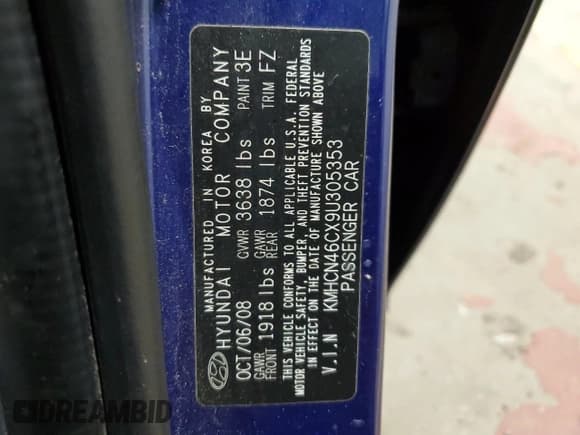 MANUFACTURED IN KOREA BY
HYUNDAI MOTOR COMPANY
OCT/06/08 GVWR 3638 lbs PAINT 3E
GAWR FRONT 1918 lbs GAWR REAR 1874 lbs TRIM FZ
THIS VEHICLE CONFORMS TO ALL APPLICABLE U.S.A. FEDERAL
MOTOR VEHICLE SAFETY, BUMPER, AND THEFT PREVENTION STANDARDS
IN EFFECT ON THE DATE OF MANUFACTURE SHOWN ABOVE
V.I.N KMHCN46CX9U305353
PASSENGER CAR
DREAMBID